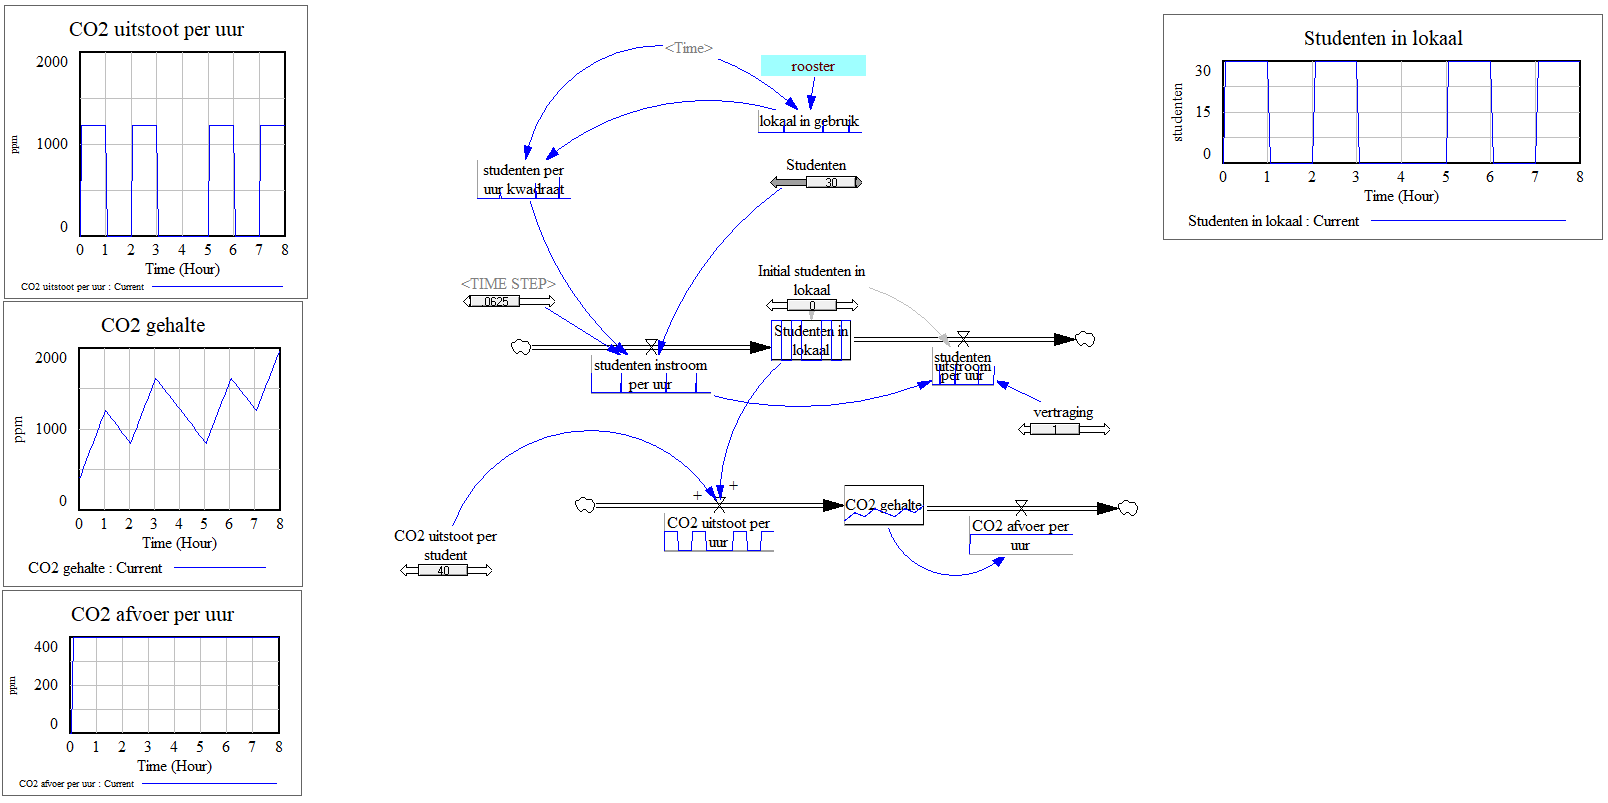 CO2 uitstoot per uur
2000
1000
0
ppm
0 1 2 3 4 5 6 7 8
Time (Hour)
CO2 uitstoot per uur : Current
CO2 gehalte
2000
1000
0
ppm
0 1 2 3 4 5 6 7 8
Time (Hour)
CO2 gehalte : Current
CO2 afvoer per uur
400
200
0
ppm
0 1 2 3 4 5 6 7 8
Time (Hour)
CO2 afvoer per uur : Current
<Time>
rooster
lokaal in gebruik
studenten per
uur kwadraat
Studenten
30
<TIME STEP>
.0625
Initial studenten in
lokaal
0
Studenten in
lokaal
studenten instroom
per uur
studenten
uitstroom
per uur
vertraging
1
+
+
CO2 uitstoot per
uur
CO2 gehalte
CO2 afvoer per
uur
CO2 uitstoot per
student
40
Studenten in lokaal
30
15
0
studenten
0 1 2 3 4 5 6 7 8
Time (Hour)
Studenten in lokaal : Current